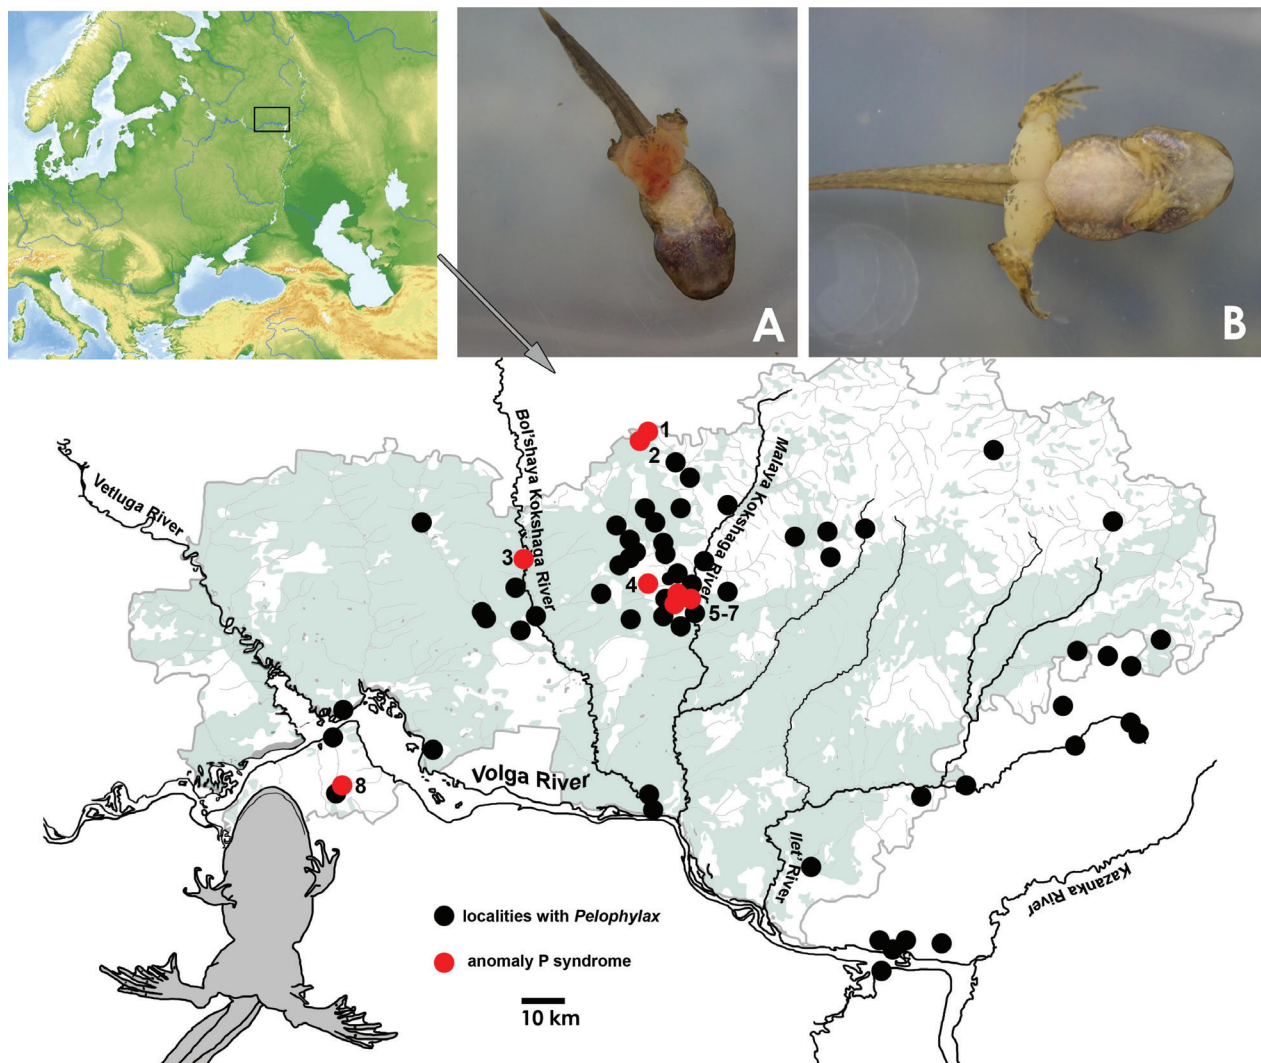 A
B
1
2
Bol'shaya Kokshaga River
Malaya Kokshaga River
Vetluga River
3
4
5-7
Volga River
8
Ilet' River
Kazanka River
localities with Pelophylax
anomaly P syndrome
10 km